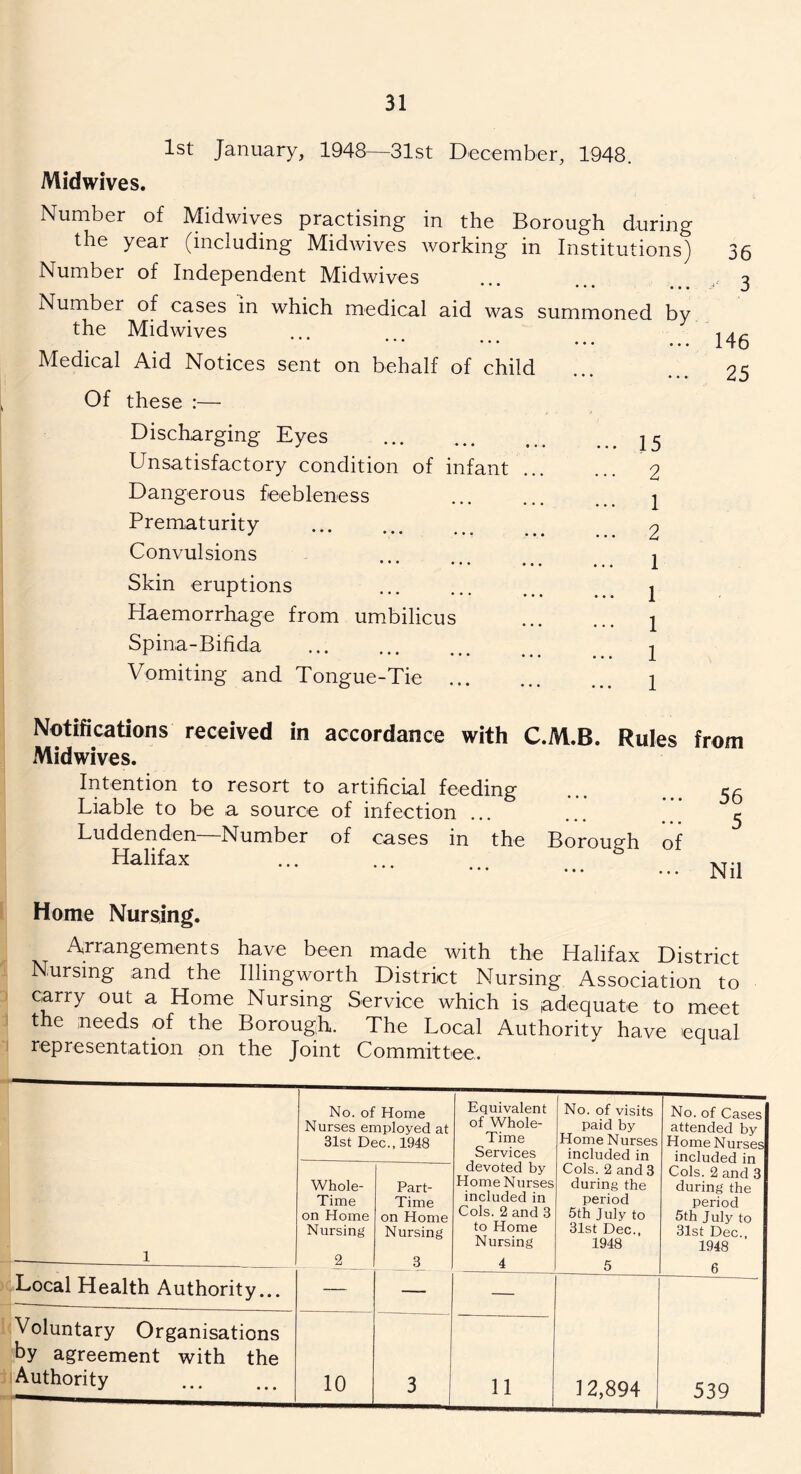 31
1st January, 1948—31st December, 1948.
Midwives.
Number of Midwives practising in the Borough during
the year (including Midwives working in Institutions) 36
Number of Independent Midwives ... ... ... 3
Number of cases in which medical aid was summoned by
the Midwives ... ... ... ... ... 146
Medical Aid Notices sent on behalf of child ... ... 25
Of these :—
Discharging Eyes ... ... ... ... 15
Unsatisfactory condition of infant ... ... 2
Dangerous feebleness ... ... ... 1
Prematurity ... ... ... ... ... 2
Convulsions ... ... ... ... 1
Skin eruptions ... ... ... ... 1
Haemorrhage from umbilicus ... ... 1
Spina-Bifida ... ... ... ... ... 1
Vomiting and Tongue-Tie ... ... ... 1
Notifications received in accordance with C.M.B. Rules from
Midwives.
Intention to resort to artificial feeding ... ... 56
Liable to be a source of infection ... ... ... 5
Luddenden—Number of cases in the Borough of
Halifax ... ... ... ... ... Nil
Home Nursing.
Arrangements have been made with the Halifax District
Nursing and the Illingworth District Nursing Association to
carry out a Home Nursing Service which is adequate to meet
the needs of the Borough. The Local Authority have equal
representation on the Joint Committee.
No. of Home
Nurses employed at
31st Dec., 1948
Whole-
Time
on Home
Nursing
Part-
Time
on Home
Nursing
Equivalent
of Whole-
Time
Services
devoted by
Home Nurses
included in
Cols. 2 and 3
to Home
Nursing
No. of visits
paid by
Home Nurses
included in
Cols. 2 and 3
during the
period
5th July to
31st Dec.,
1948
No. of Cases
attended by
Home Nurses
included in
Cols. 2 and 3
during the
period
5th July to
31st Dec.,
1948
1 2 3 4 5 6
Local Health Authority... — — —
Voluntary Organisations
by agreement with the
Authority ... ... 10 3 11 12,894 539